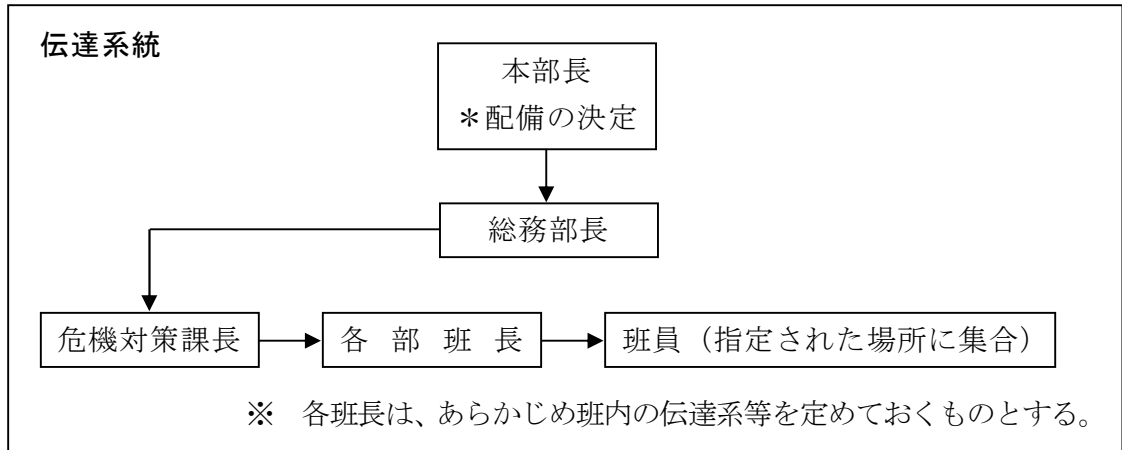 伝達系統
本部長
＊配備の決定
総務部長
危機対策課長
各　部　班　長
班員（指定された場所に集合）
※　各班長は、あらかじめ班内の伝達系等を定めておくものとする。